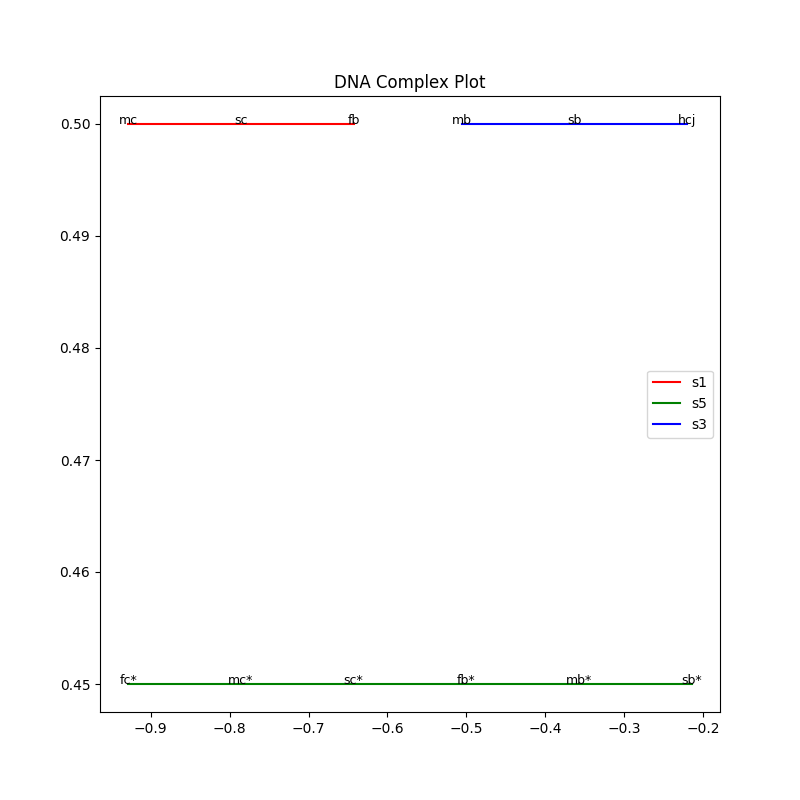 DNA Complex Plot
0.50
mc sc fb mb sb hcj
0.49
0.48
s1
s5
s3
0.47
0.46
0.45
fc* mc* sc* fb* mb* sb*
−0.9 −0.8 −0.7 −0.6 −0.5 −0.4 −0.3 −0.2